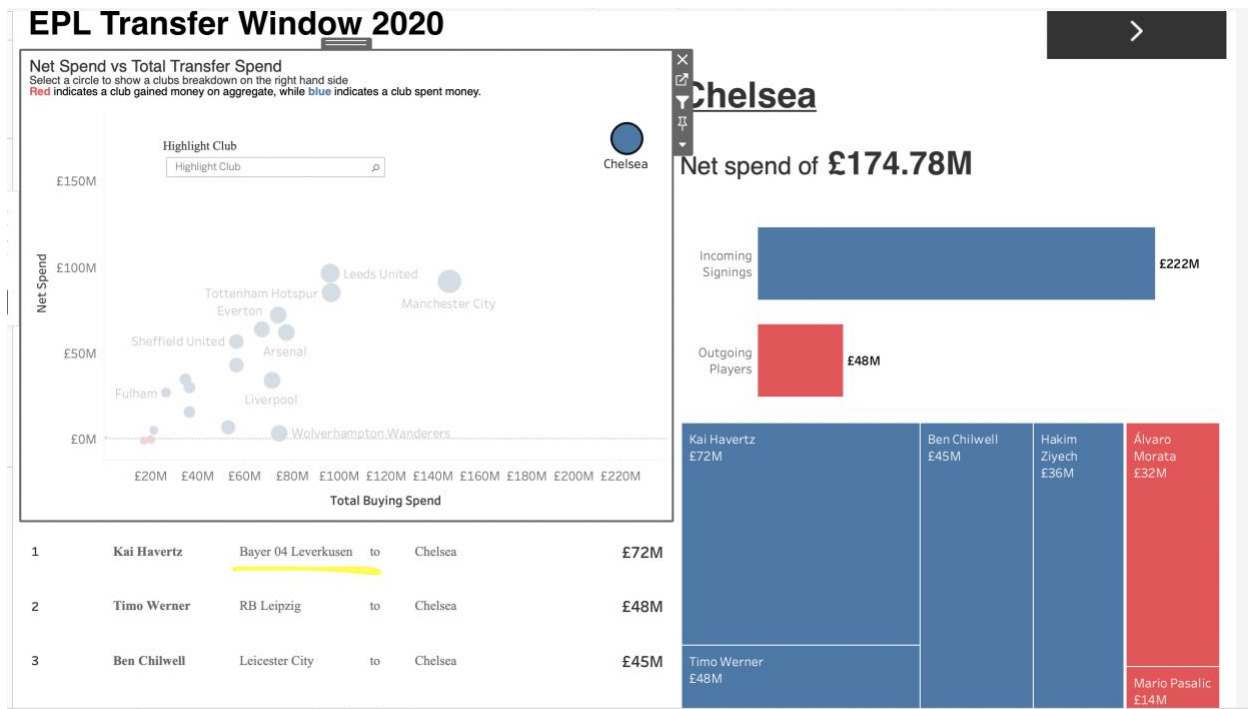 EPL Transfer Window 2020
Net Spend vs Total Transfer Spend
Select a circle to show a clubs breakdown on the right hand side
Red indicates a club gained money on aggregate, while blue indicates a club spent money.
Highlight Club
Highlight Club
Chelsea
£150M
£100M
£50M
£0M
Net Spend
Leeds United
Tottenham Hotspur
Manchester City
Everton
Sheffield United
Arsenal
Fulham
Liverpool
Wolverhampton Wanderers
£20M £40M £60M £80M £100M £120M £140M £160M £180M £200M £220M
Total Buying Spend
1 Kai Havertz Bayer 04 Leverkusen to Chelsea £72M
2 Timo Werner RB Leipzig to Chelsea £48M
3 Ben Chilwell Leicester City to Chelsea £45M
Chelsea
Net spend of £174.78M
Incoming
Signings
£222M
Outgoing
Players
£48M
Kai Havertz
£72M
Timo Werner
£48M
Ben Chilwell
£45M
Hakim
Ziyech
£36M
Álvaro
Morata
£32M
Mario Pasalic
£14M